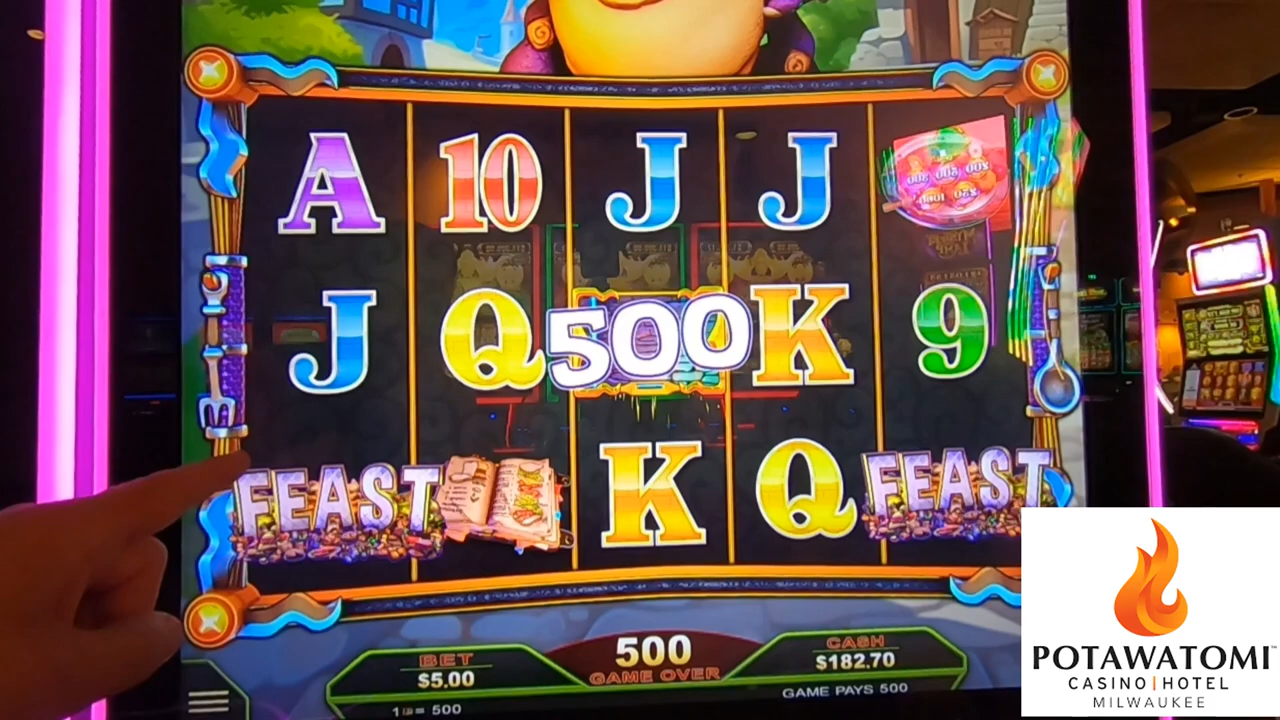 A 10 J J
J Q 500 K 9
FEAST K Q FEAST
BET
$5.00
500
GAME OVER
CASH
$182.70
GAME PAYS 500
= 500
POTAWATOMI
CASINO | HOTEL
MILWAUKEE